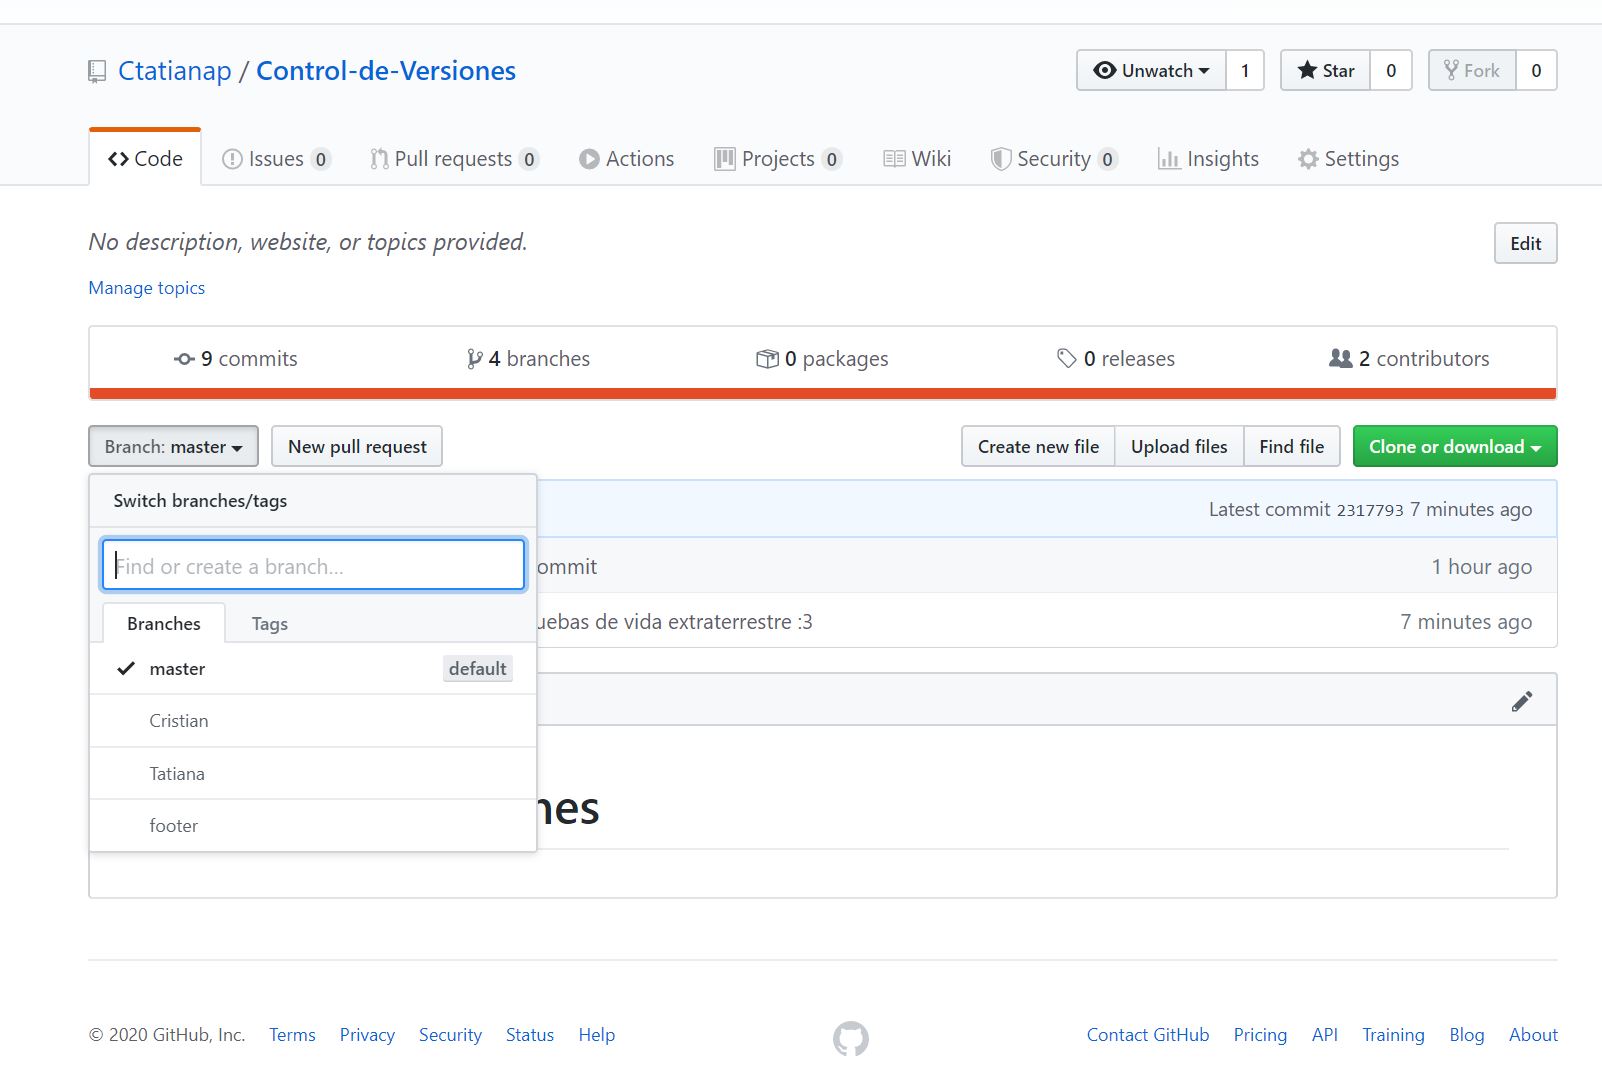 Ctatianap / Control-de-Versiones
Unwatch 1 Star 0 Fork 0
Code Issues 0 Pull requests 0 Actions Projects 0 Wiki Security 0 Insights Settings
No description, website, or topics provided.
Edit
Manage topics
9 commits 4 branches 0 packages 0 releases 2 contributors
Branch: master New pull request Create new file Upload files Find file Clone or download
Switch branches/tags
Latest commit 2317793 7 minutes ago
Find or create a branch...
1 hour ago
Branches Tags
de vida extraterrestre :3 7 minutes ago
master default
Cristian
Tatiana
footer
© 2020 GitHub, Inc. Terms Privacy Security Status Help Contact GitHub Pricing API Training Blog About